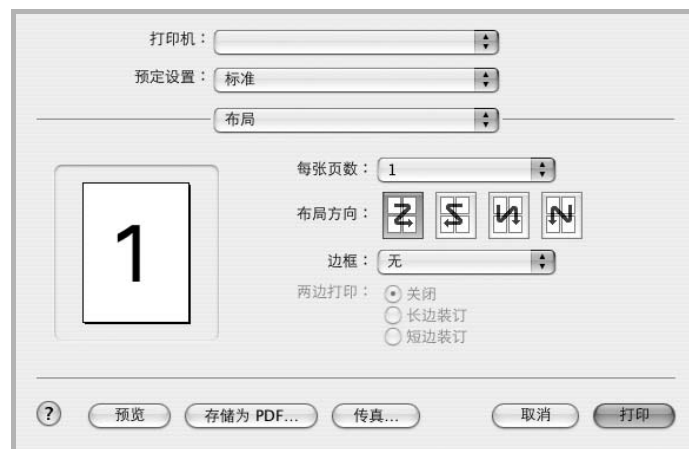 打印机：
预定设置： 标准
布局
每张页数： 1
布局方向：
边框： 无
两边打印： 关闭
长边装订
短边装订
1
? 预览 存储为 PDF... 传真... 取消 打印